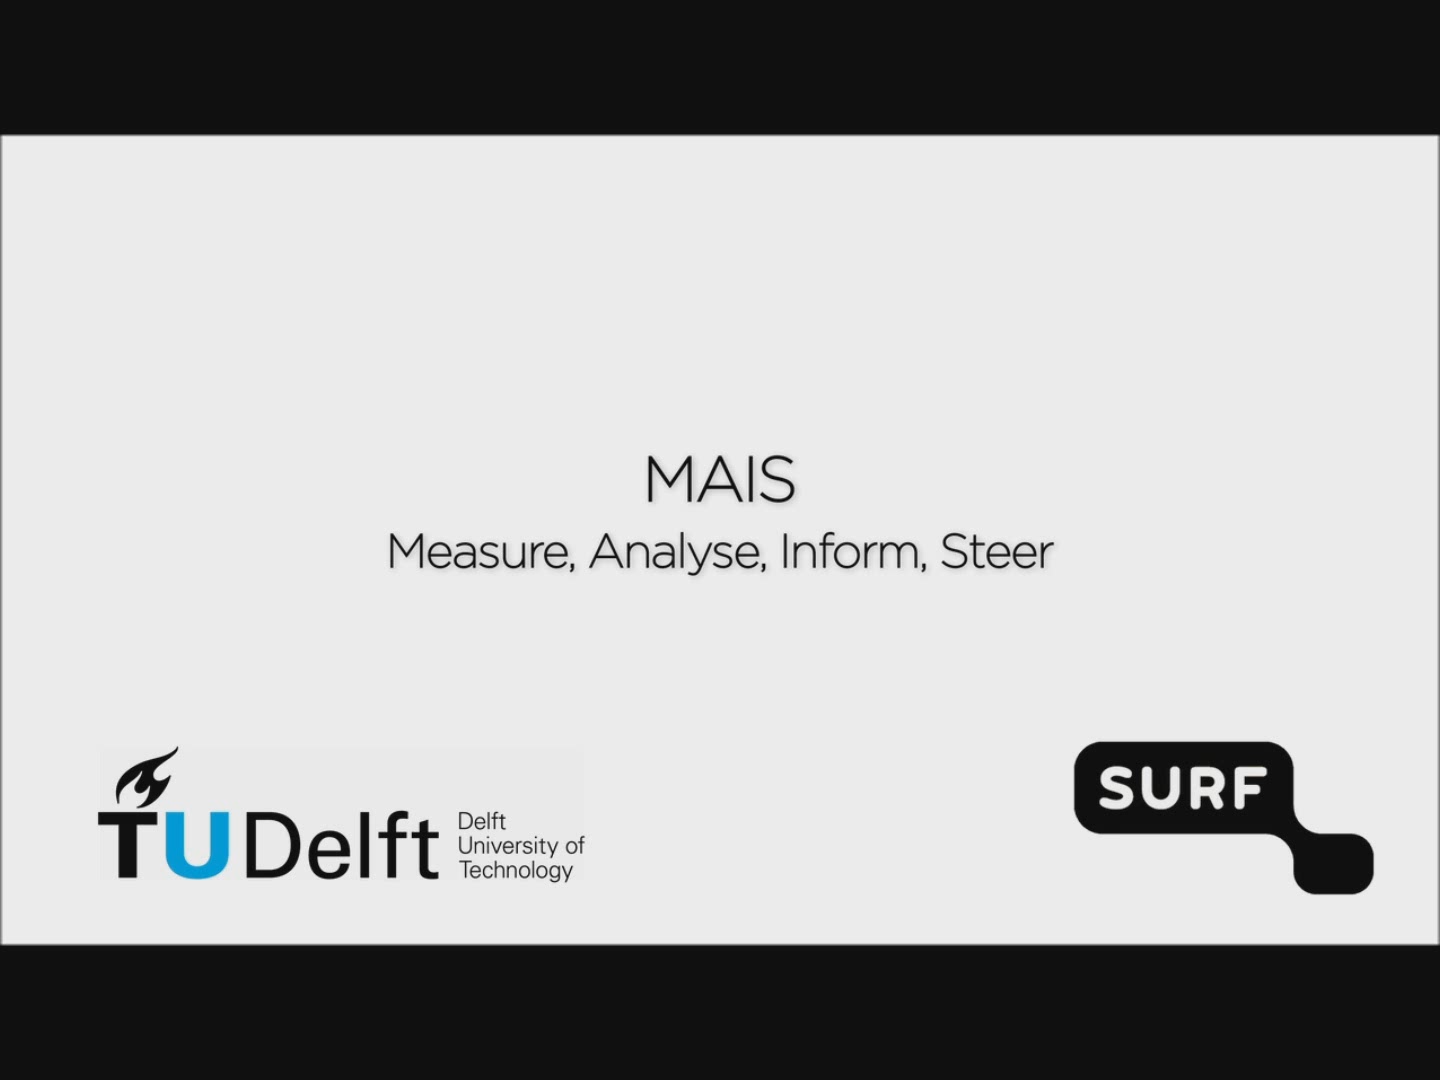 MAIS
Measure, Analyse, Inform, Steer
TUDelft
Delft
University of
Technology
SURF